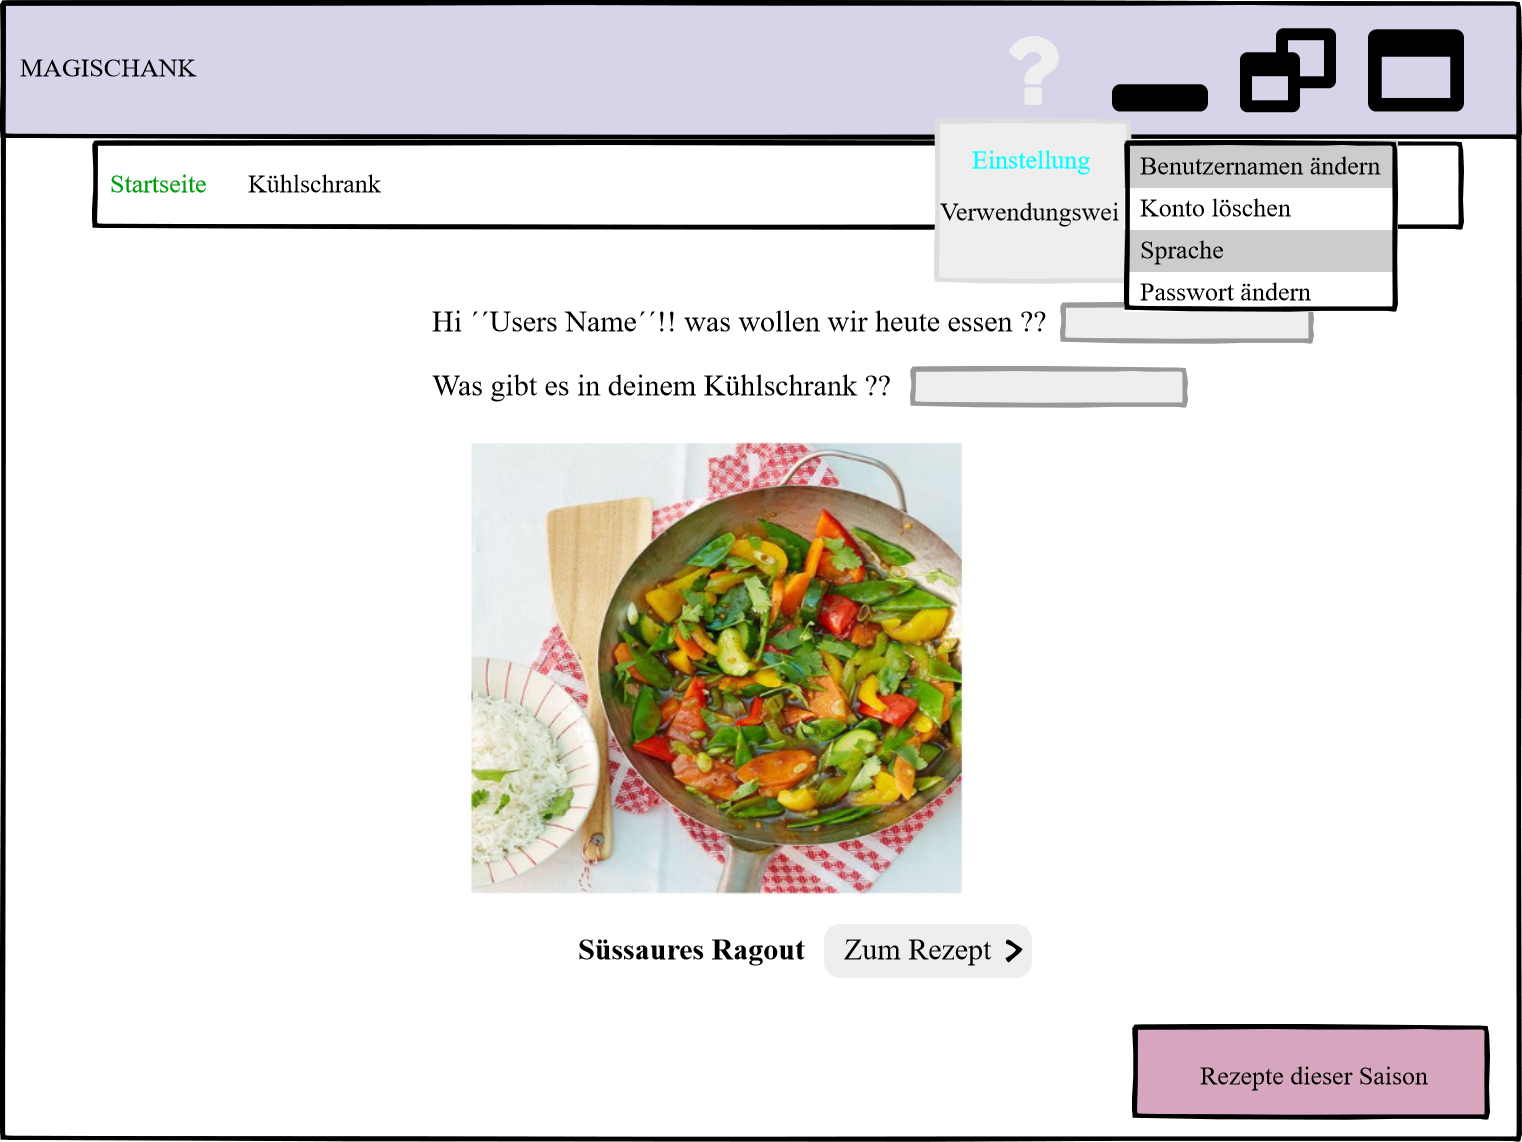 MAGISCHANK
?
Startseite
Kühlschrank
Einstellung
Verwendungswei
Benutzernamen ändern
Konto löschen
Sprache
Passwort ändern
Hi ´´Users Name´´!! was wollen wir heute essen ??
Was gibt es in deinem Kühlschrank ??
Süssaures Ragout
Zum Rezept
Rezepte dieser Saison